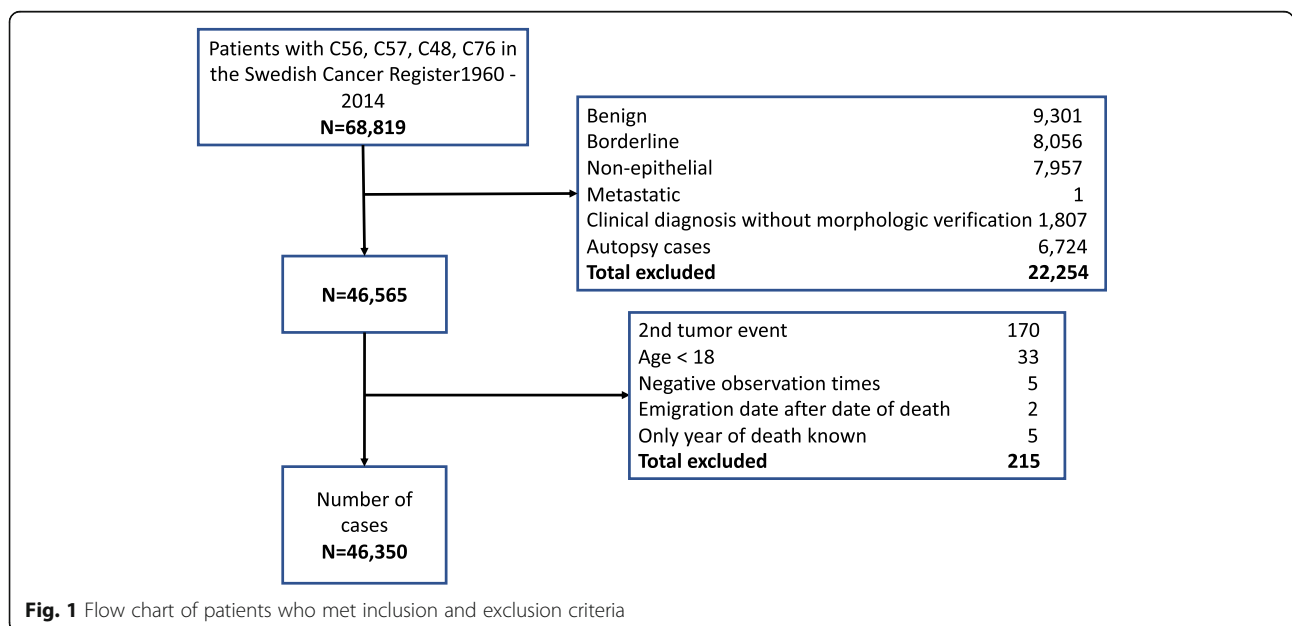 Patients with C56, C57, C48, C76 in
the Swedish Cancer Register1960 -
2014
N=68,819
Benign 9,301
Borderline 8,056
Non-epithelial 7,957
Metastatic 1
Clinical diagnosis without morphologic verification 1,807
Autopsy cases 6,724
Total excluded 22,254
N=46,565
2nd tumor event 170
Age < 18 33
Negative observation times 5
Emigration date after date of death 2
Only year of death known 5
Total excluded 215
Number of
cases
N=46,350
Fig. 1 Flow chart of patients who met inclusion and exclusion criteria